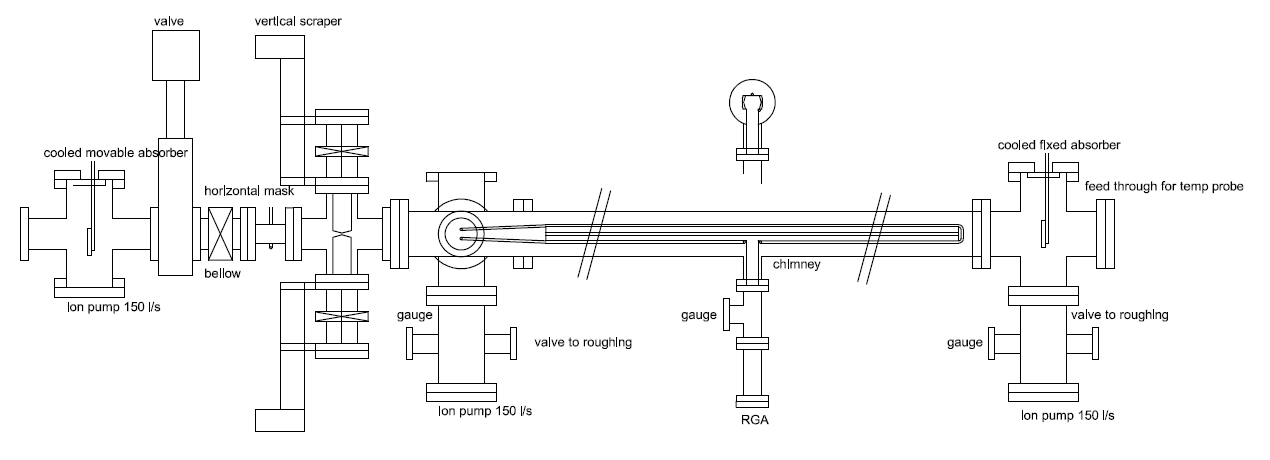 valve
vertical scraper
cooled movable absorber
cooled fixed absorber
horizontal mask
feed through for temp probe
chimney
bellow
Ion pump 150 l/s
gauge
valve to roughing
gauge
valve to roughing
gauge
Ion pump 150 l/s
RGA
Ion pump 150 l/s